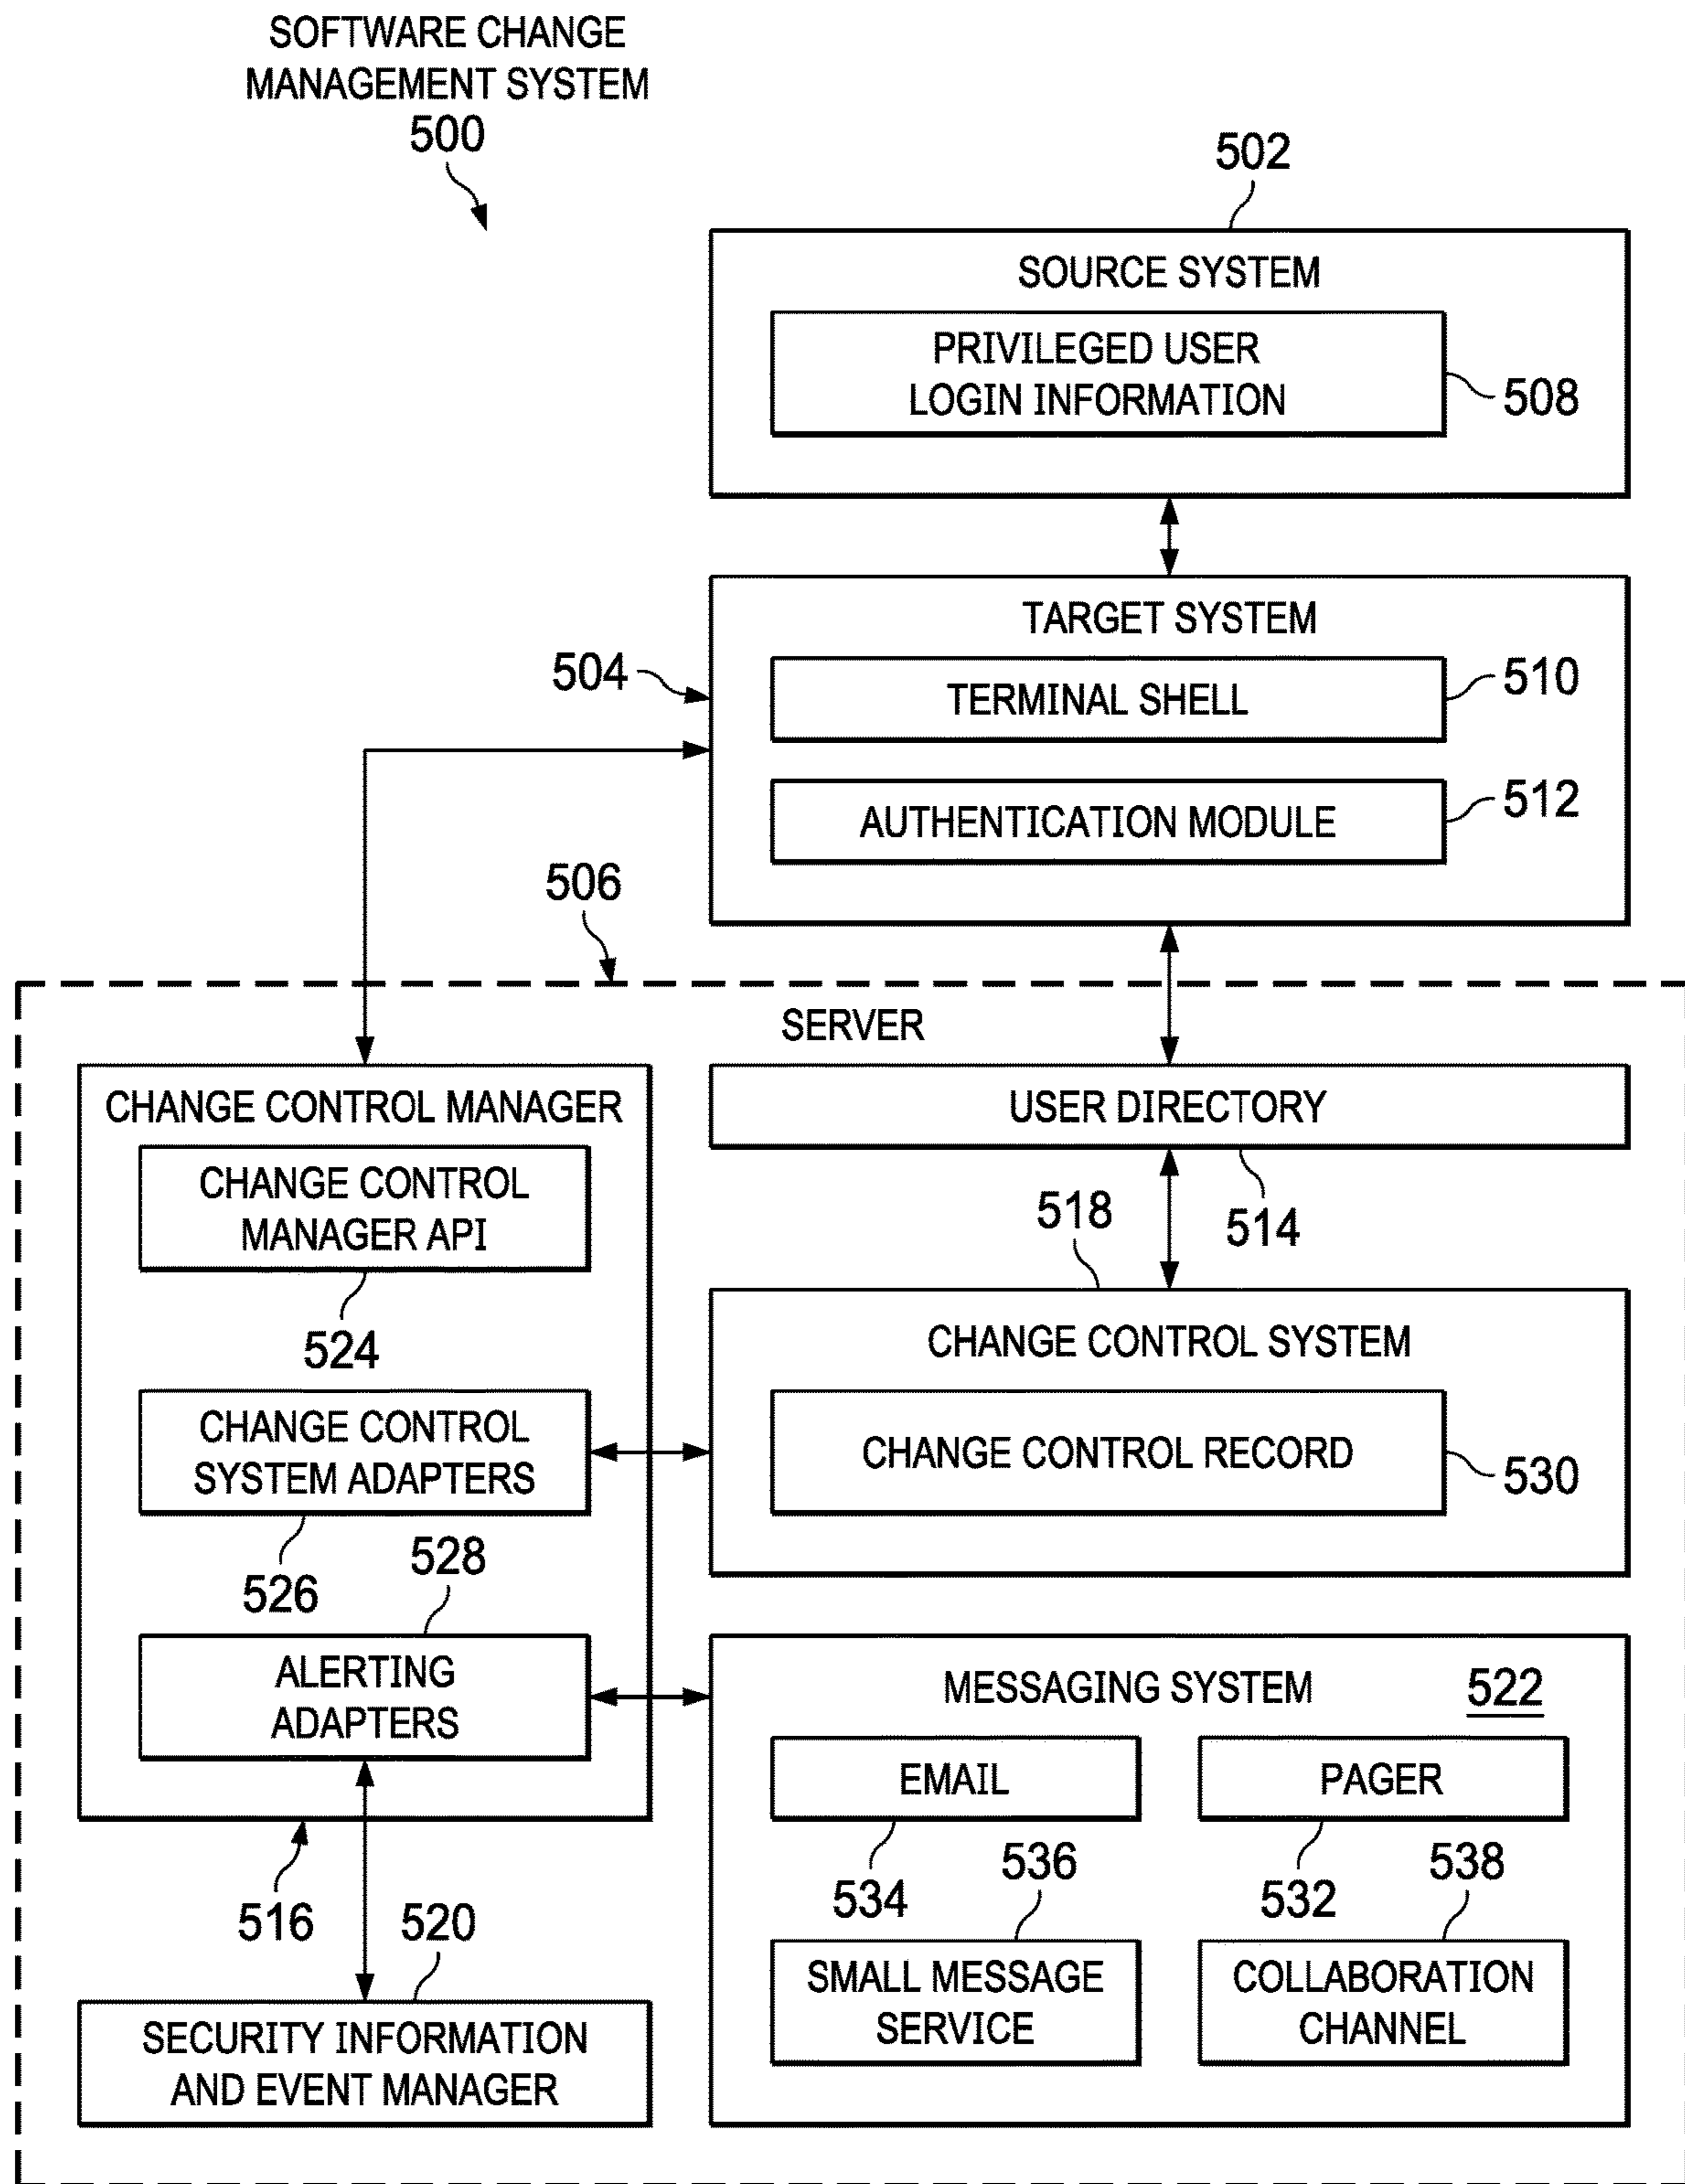 SOFTWARE CHANGE
MANAGEMENT SYSTEM
500
502
SOURCE SYSTEM
PRIVILEGED USER
LOGIN INFORMATION
508
TARGET SYSTEM
504
TERMINAL SHELL
510
AUTHENTICATION MODULE
512
506
SERVER
CHANGE CONTROL MANAGER
CHANGE CONTROL
MANAGER API
524
CHANGE CONTROL
SYSTEM ADAPTERS
526
528
ALERTING
ADAPTERS
516
520
SECURITY INFORMATION
AND EVENT MANAGER
USER DIRECTORY
514
518
CHANGE CONTROL SYSTEM
CHANGE CONTROL RECORD
530
MESSAGING SYSTEM
522
EMAIL
534
PAGER
532
536
SMALL MESSAGE
SERVICE
538
COLLABORATION
CHANNEL